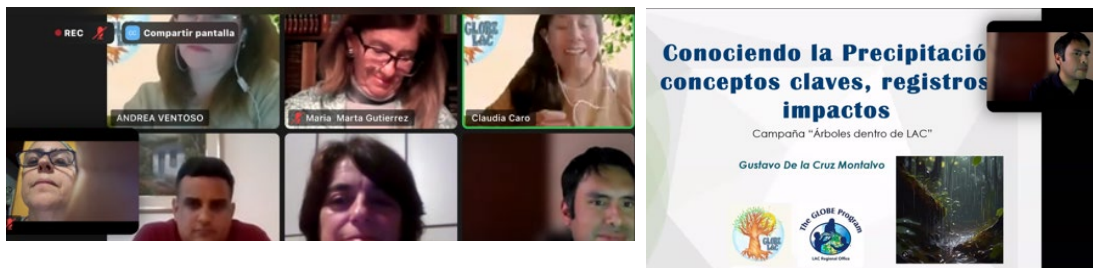 REC
Compartir pantalla
GLOBE
LAC
ANDREA VENTOSO
Maria Marta Gutierrez
Claudia Caro
Conociendo la Precipitació
conceptos claves, registros
impactos
Campaña “Árboles dentro de LAC”
Gustavo De la Cruz Montalvo
GLOBE
LAC
The GLOBE Program
LAC Regional Office